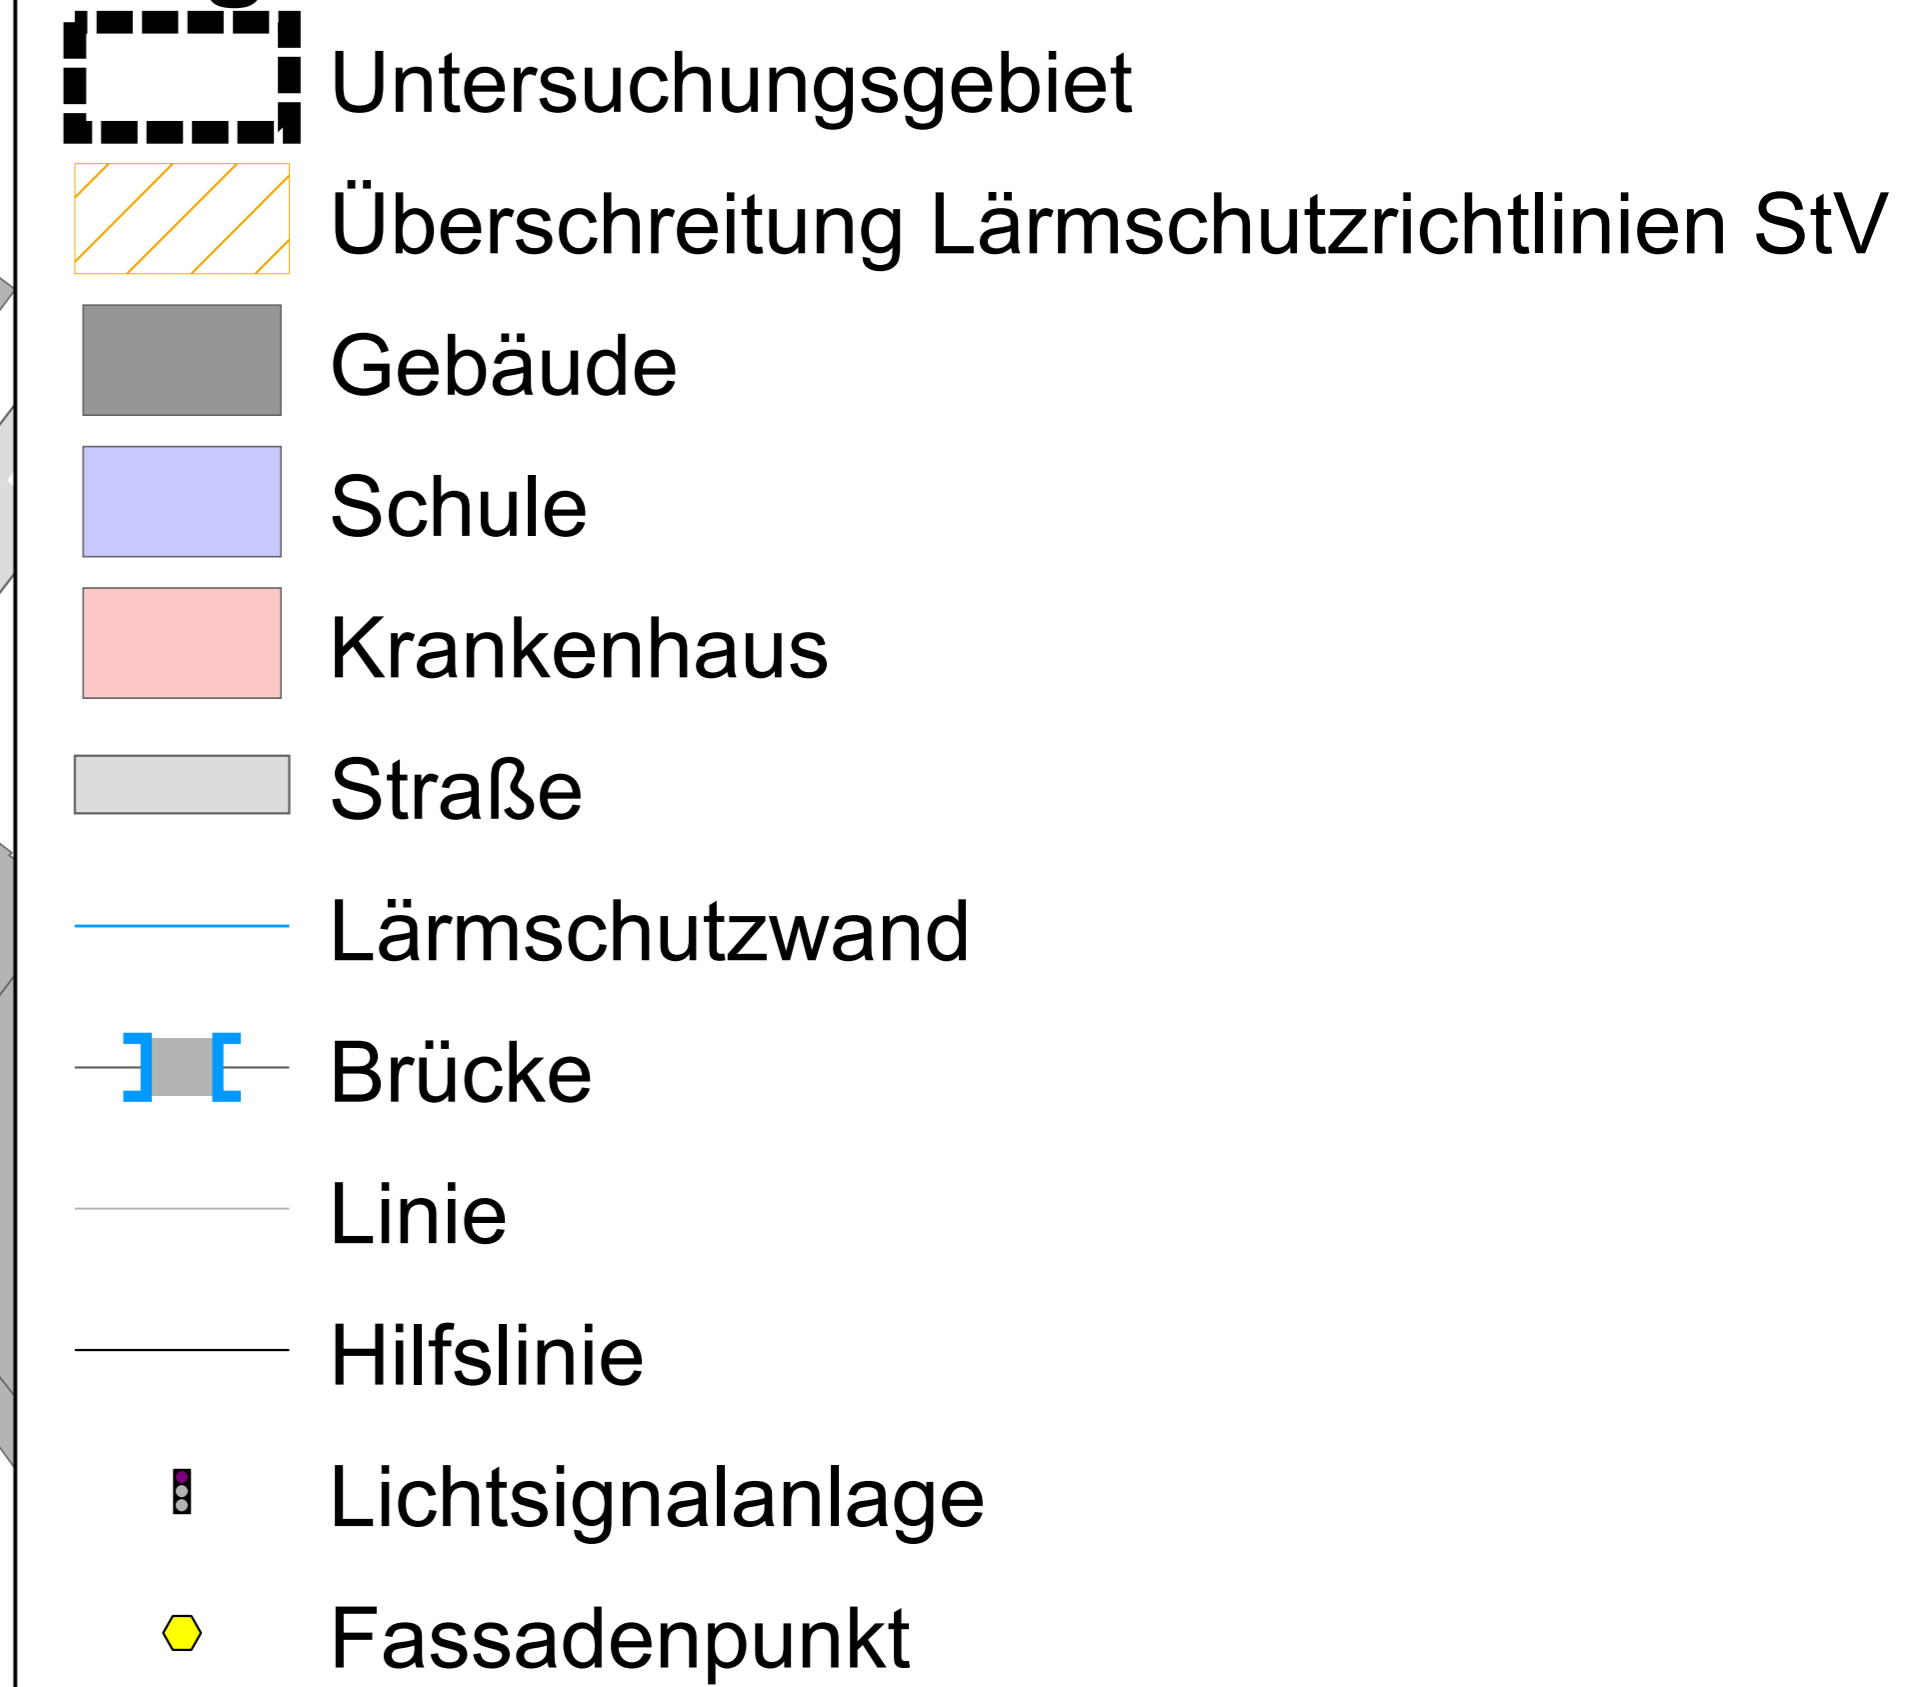 Untersuchungsgebiet
Überschreitung Lärmschutzrichtlinien StV
Gebäude
Schule
Krankenhaus
Straße
Lärmschutzwand
Brücke
Linie
Hilfslinie
Lichtsignalanlage
Fassadenpunkt